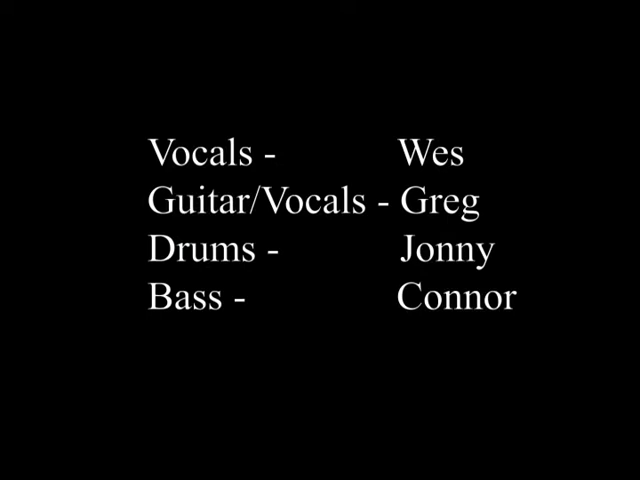 Vocals - Wes
Guitar/Vocals - Greg
Drums - Jonny
Bass - Connor